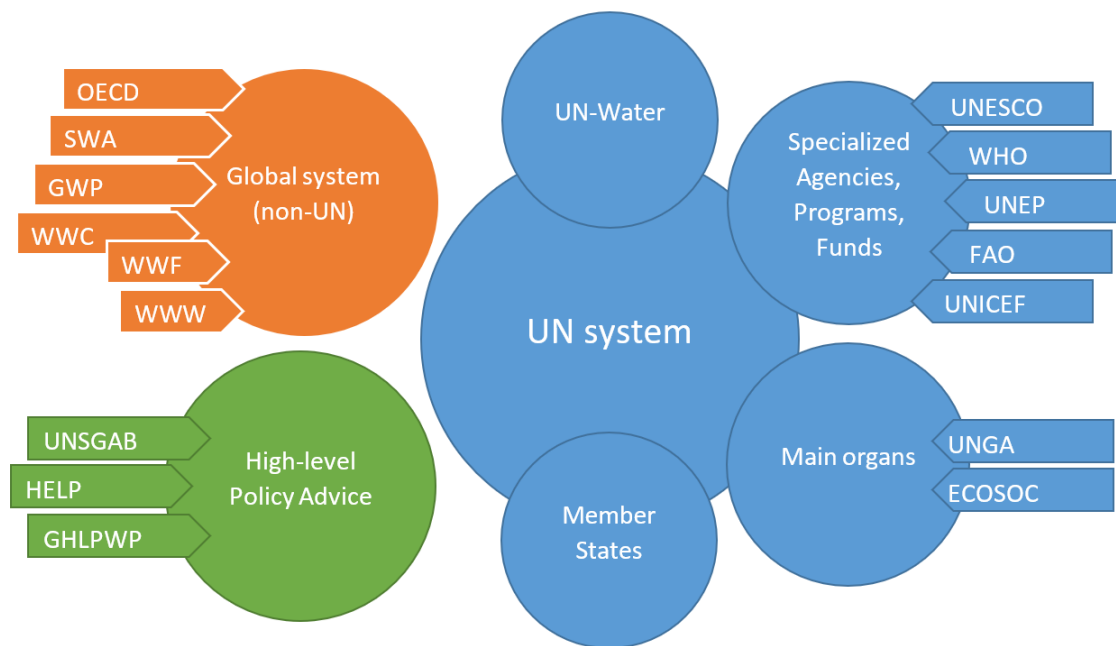 OECD
SWA
GWP
WWC
WWF
WWW
Global system
(non-UN)
UN-Water
Specialized
Agencies,
Programs,
Funds
UNESCO
WHO
UNEP
FAO
UNICEF
UN system
UNSGAB
HELP
GHLPWP
High-level
Policy Advice
Member
States
Main organs
UNGA
ECOSOC